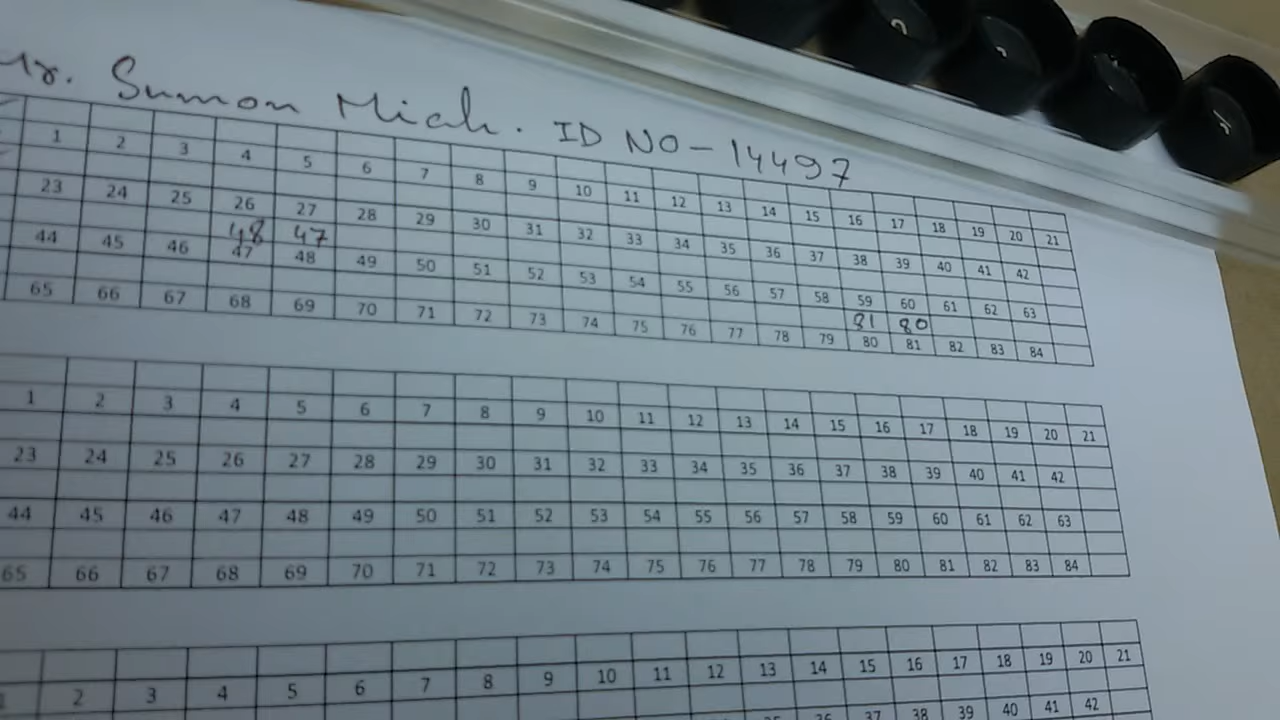 Mr. Sumon Miah. ID NO-14497
1 2 3 4 5 6 7 8 9 10 11 12 13 14 15 16 17 18 19 20 21
23 24 25 26 27 28 29 30 31 32 33 34 35 36 37 38 39 40 41 42
48 47
44 45 46 47 48 49 50 51 52 53 54 55 56 57 58 59 60 61 62 63
81 80
65 66 67 68 69 70 71 72 73 74 75 76 77 78 79 80 81 82 83 84
1 2 3 4 5 6 7 8 9 10 11 12 13 14 15 16 17 18 19 20 21
23 24 25 26 27 28 29 30 31 32 33 34 35 36 37 38 39 40 41 42
44 45 46 47 48 49 50 51 52 53 54 55 56 57 58 59 60 61 62 63
65 66 67 68 69 70 71 72 73 74 75 76 77 78 79 80 81 82 83 84
1 2 3 4 5 6 7 8 9 10 11 12 13 14 15 16 17 18 19 20 21
37 38 39 40 41 42